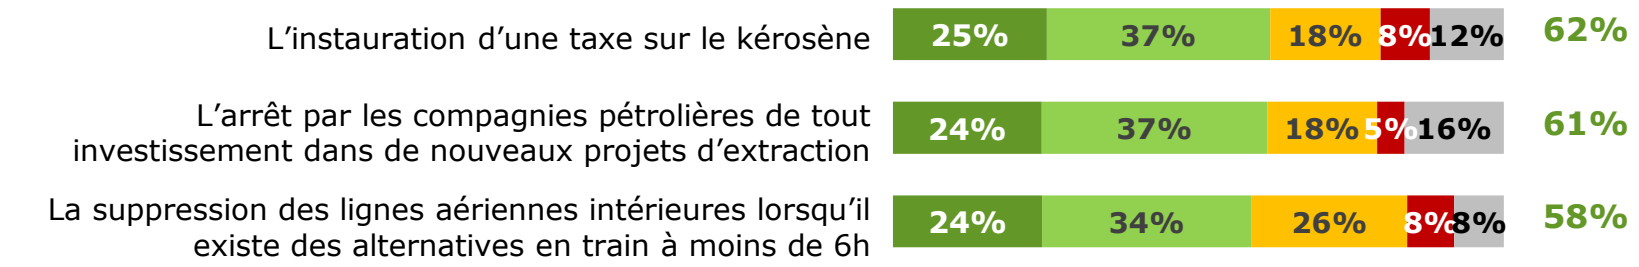 L’instauration d’une taxe sur le kérosène 25% 37% 18% 8% 12% 62%
L’arrêt par les compagnies pétrolières de tout
investissement dans de nouveaux projets d’extraction
24% 37% 18% 5% 16% 61%
La suppression des lignes aériennes intérieures lorsqu’il
existe des alternatives en train à moins de 6h
24% 34% 26% 8% 8% 58%